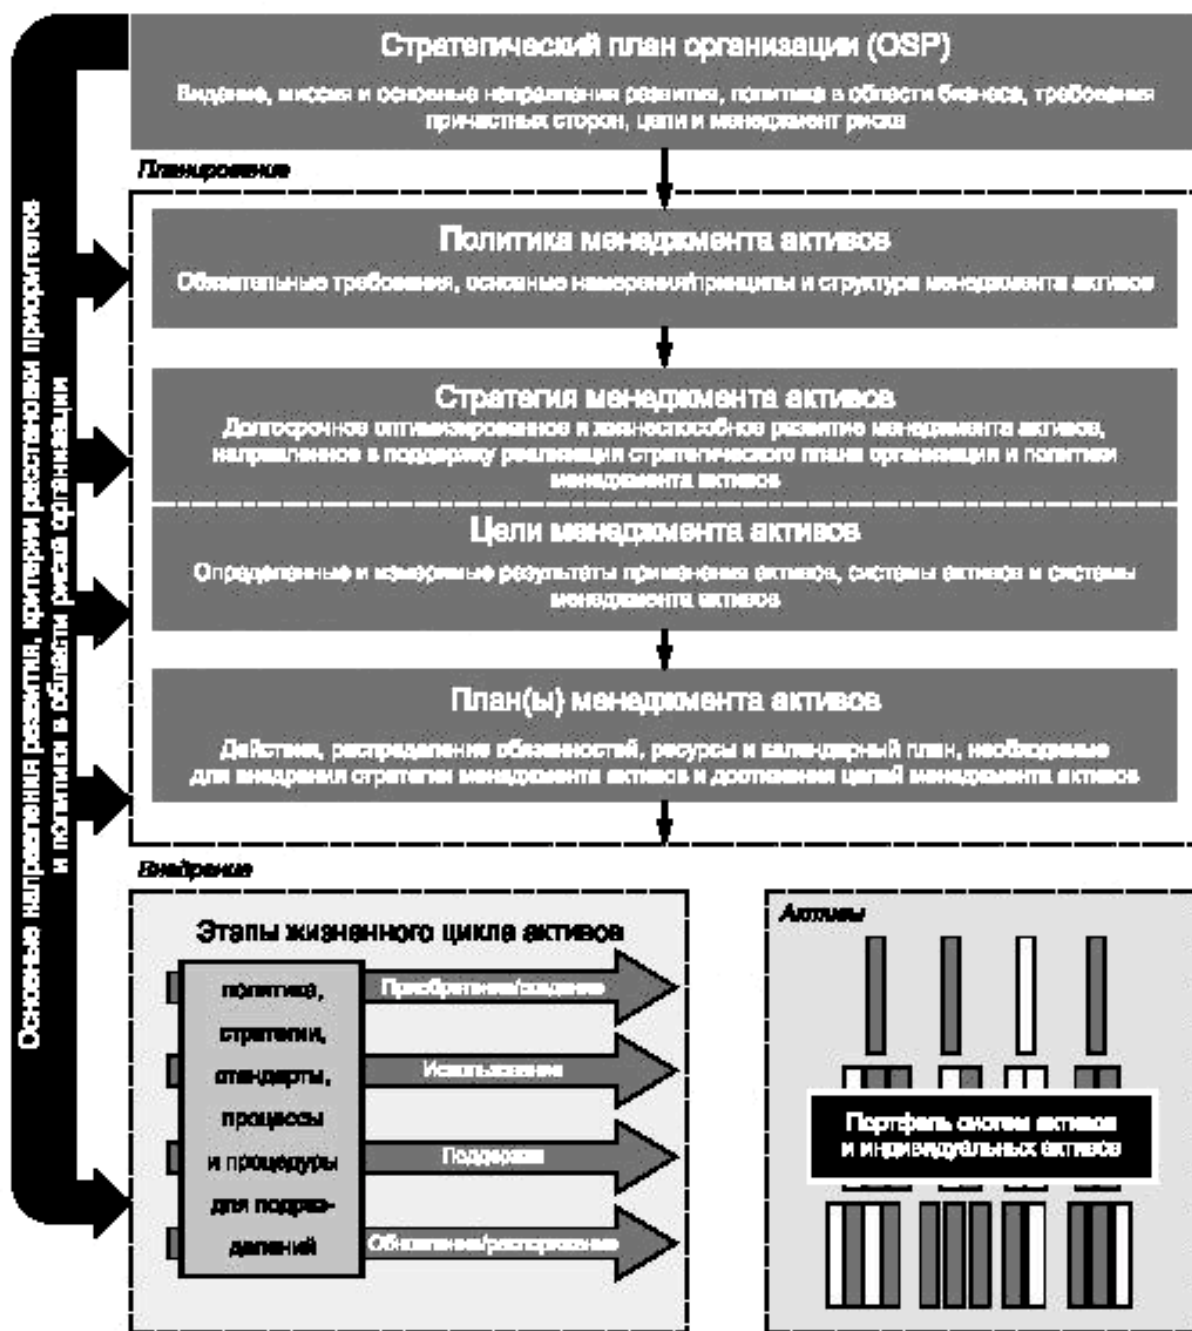 Стратегический план организации (OSP)
Видение, миссия и основные направления развития, политика в области бизнеса, требования
причастных сторон, цели и менеджмент риска
Планирование
Политика менеджмента активов
Обязательные требования, основные намерения/принципы и структура менеджмента активов
Стратегия менеджмента активов
Долгосрочное оптимизированное и жизнеспособное развитие менеджмента активов,
направленное в поддержку реализации стратегического плана организации и политики
менеджмента активов
Цели менеджмента активов
Определенные и измеримые результаты применения активов, системы активов и системы
менеджмента активов
План(ы) менеджмента активов
Действия, распределения обязанностей, ресурсы и календарный план, необходимые
для внедрения стратегии менеджмента активов и достижения целей менеджмента активов
Основные направления развития, критерии расстановки приоритетов
и политики в области риска организации
Внедрение
Этапы жизненного цикла активов
политика,
стратегии,
стандарты,
процессы
и процедуры
для подраз-
делений
Приобретение/создание
Использование
Поддержка
Обновление/распоряжение
Активы
Портфель систем активов
и индивидуальных активов